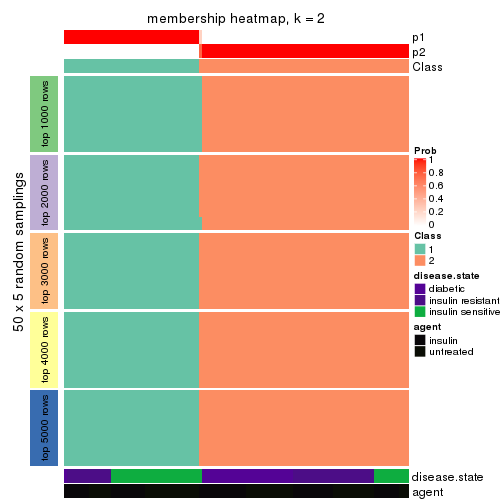 membership heatmap, k = 2
p1
p2
Class
50 x 5 random samplings
top 1000 rows
top 2000 rows
top 3000 rows
top 4000 rows
top 5000 rows
Prob
1
0.8
0.6
0.4
0.2
0
Class
1
2
disease.state
diabetic
insulin resistant
insulin sensitive
agent
insulin
untreated
disease.state
agent